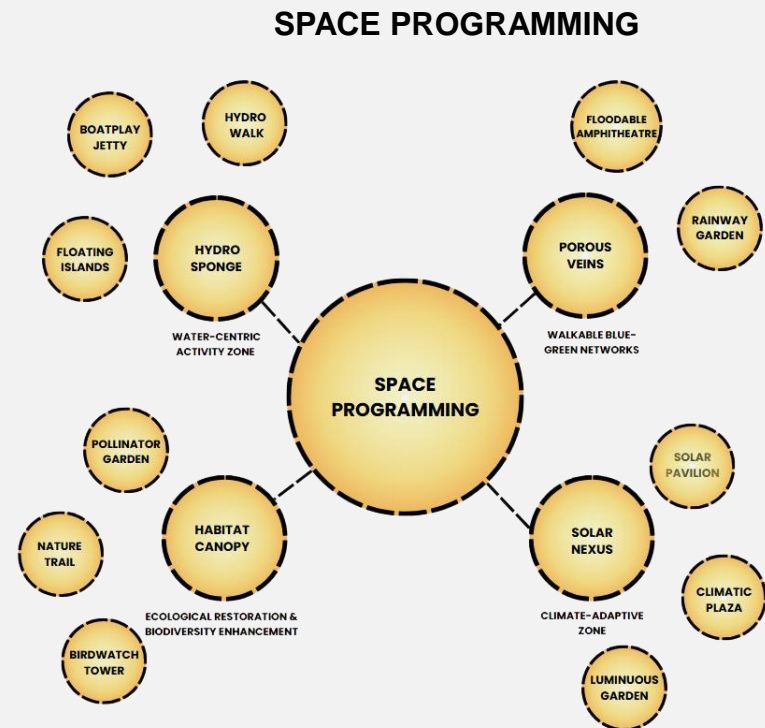 SPACE PROGRAMMING
BOATPLAY
JETTY
HYDRO
WALK
FLOATING
ISLANDS
HYDRO
SPONGE
WATER-CENTRIC
ACTIVITY ZONE
FLOODABLE
AMPHITHEATRE
RAINWAY
GARDEN
POROUS
VEINS
WALKABLE BLUE-
GREEN NETWORKS
SPACE
PROGRAMMING
POLLINATOR
GARDEN
NATURE
TRAIL
BIRDWATCH
TOWER
HABITAT
CANOPY
ECOLOGICAL RESTORATION &
BIODIVERSITY ENHANCEMENT
SOLAR
PAVILION
SOLAR
NEXUS
CLIMATE-ADAPTIVE
ZONE
CLIMATIC
PLAZA
LUMINUOUS
GARDEN